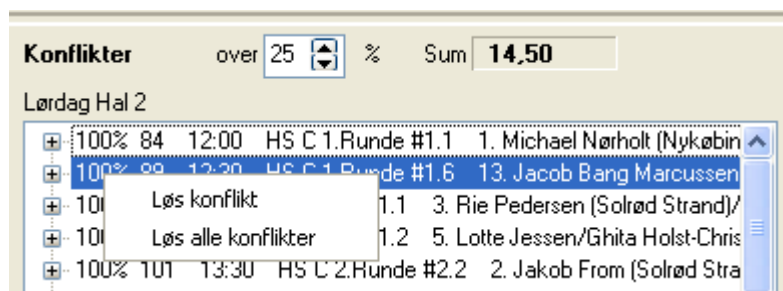 Konflikter over 25 % Sum 14,50
Lørdag Hal 2
100% 84 12:00 HS C 1.Runde #1.1 1. Michael Nørholt (Nykøbin
100% 89 12:30 HS C 1.Runde #1.6 13. Jacob Bang Marcussen
Løs konflikt
1.1 3. Rie Pedersen (Solrød Strand)/
Løs alle konflikter
1.2 5. Lotte Jessen/Ghita Holst-Chris
100% 101 13:30 HS C 2.Runde #2.2 2. Jakob From (Solrød Stra